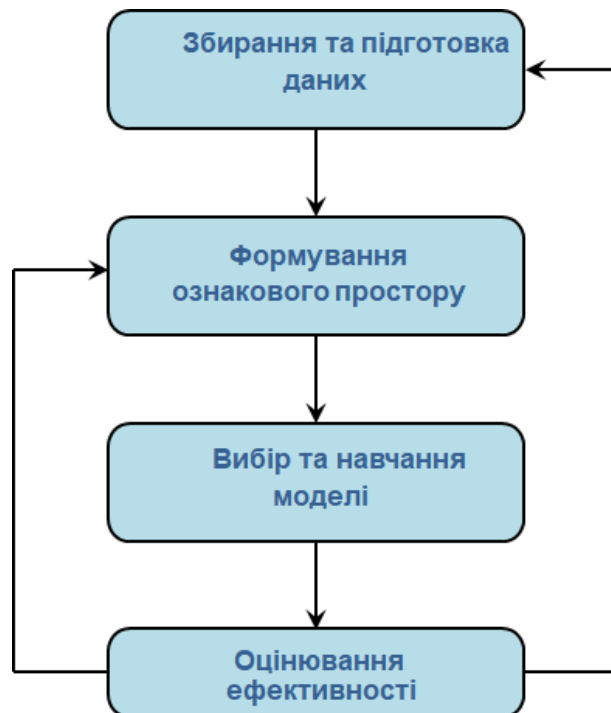 Збирання та підготовка
даних
Формування
ознакового простору
Вибір та навчання
моделі
Оцінювання
ефективності